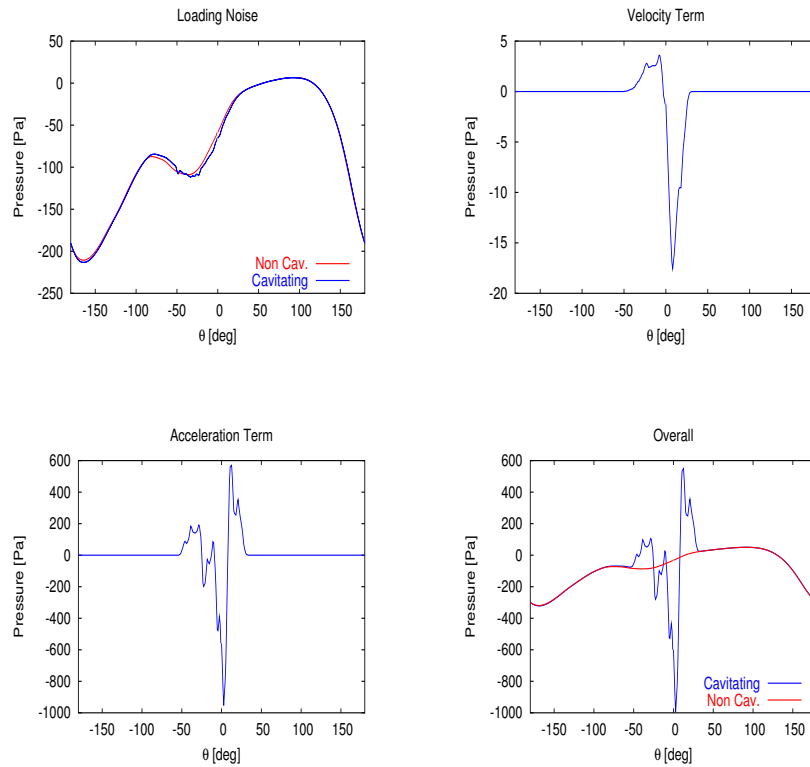 Loading Noise
Pressure [Pa]
50
0
-50
-100
-150
-200
-250
-150 -100 -50 0 50 100 150
θ [deg]
Non Cav.
Cavitating
Velocity Term
Pressure [Pa]
5
0
-5
-10
-15
-20
-150 -100 -50 0 50 100 150
θ [deg]
Acceleration Term
Pressure [Pa]
600
400
200
0
-200
-400
-600
-800
-1000
-150 -100 -50 0 50 100 150
θ [deg]
Overall
Pressure [Pa]
600
400
200
0
-200
-400
-600
-800
-1000
-150 -100 -50 0 50 100 150
θ [deg]
Cavitating
Non Cav.